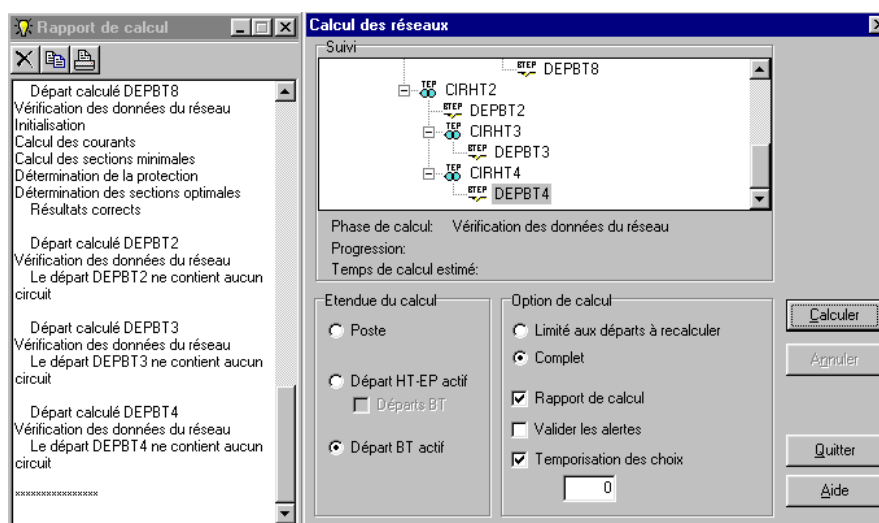 Rapport de calcul
Départ calculé DEPBT8
Vérification des données du réseau
Initialisation
Calcul des courants
Calcul des sections minimales
Détermination de la protection
Détermination des sections optimales
Résultats corrects
Départ calculé DEPBT2
Vérification des données du réseau
Le départ DEPBT2 ne contient aucun
circuit
Départ calculé DEPBT3
Vérification des données du réseau
Le départ DEPBT3 ne contient aucun
circuit
Départ calculé DEPBT4
Vérification des données du réseau
Le départ DEPBT4 ne contient aucun
circuit
****************
Calcul des réseaux
Suivi
BTEP DEPBT8
TEP CIRHT2
BTEP DEPBT2
TEP CIRHT3
BTEP DEPBT3
TEP CIRHT4
BTEP DEPBT4
Phase de calcul: Vérification des données du réseau
Progression:
Temps de calcul estimé:
Etendue du calcul
Poste
Départ HT-EP actif
Départs BT
Départ BT actif
Option de calcul
Limité aux départs à recalculer
Complet
Rapport de calcul
Valider les alertes
Temporisation des choix
0
Calculer
Annuler
Quitter
Aide